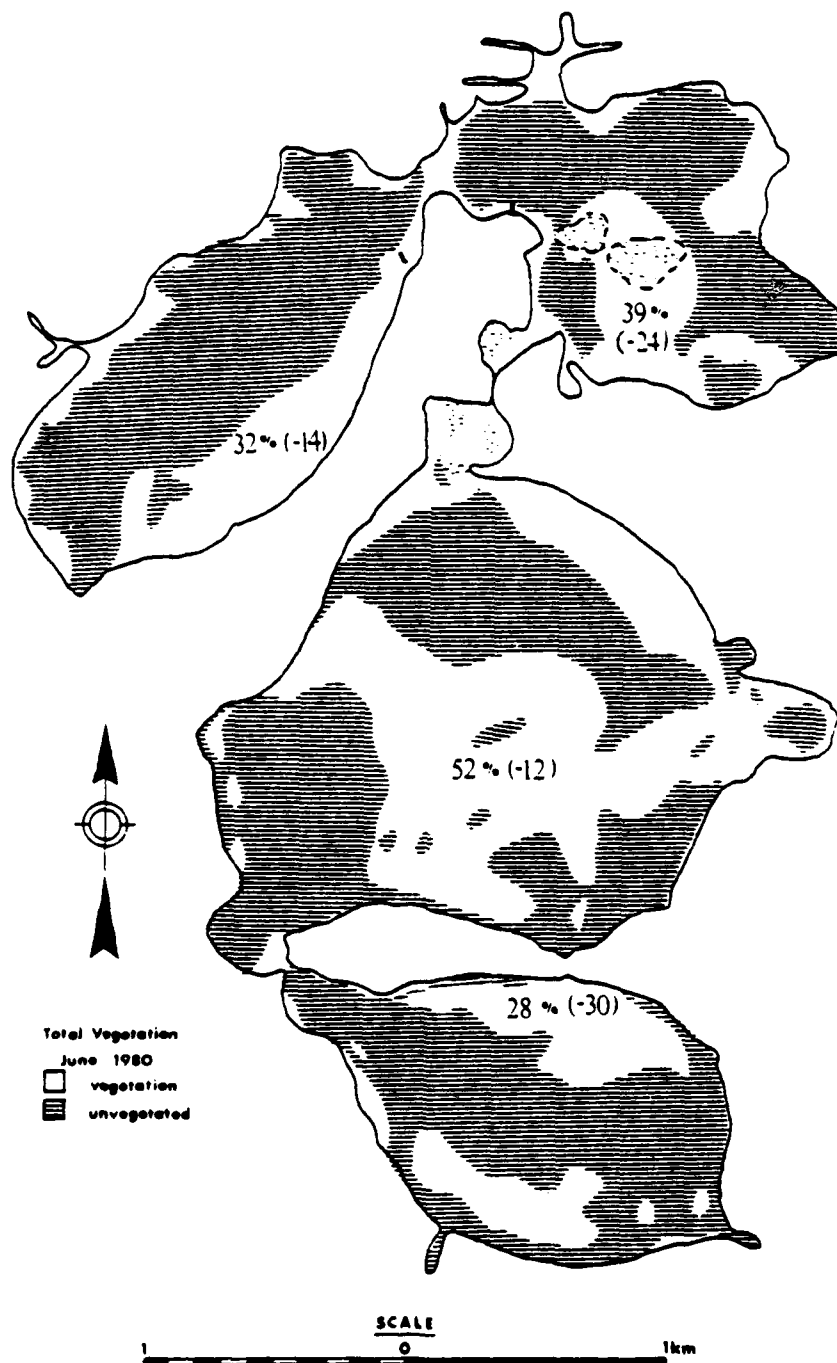 39%
(-24)
32% (-14)
52% (-12)
28% (-30)
Total Vegetation
June 1980
vegetation
unvegetated
SCALE
1 0 1km